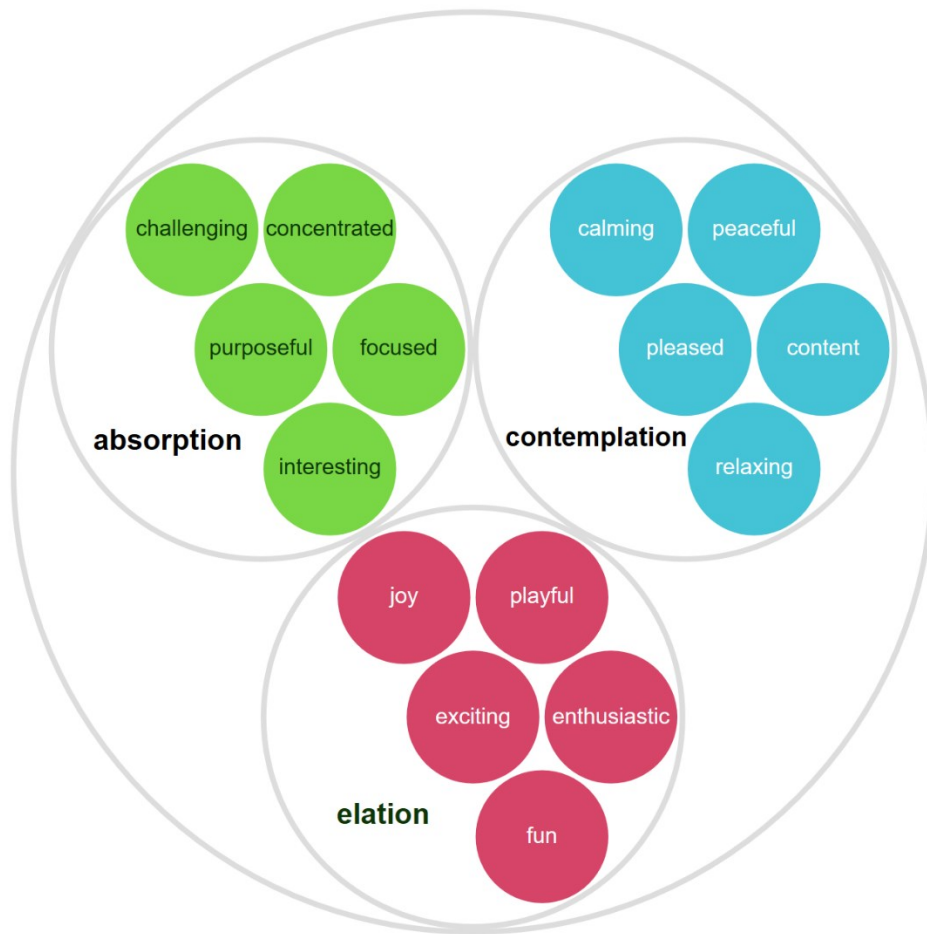 challenging
concentrated
purposeful
focused
absorption
interesting
calming
peaceful
pleased
content
contemplation
relaxing
joy
playful
exciting
enthusiastic
elation
fun